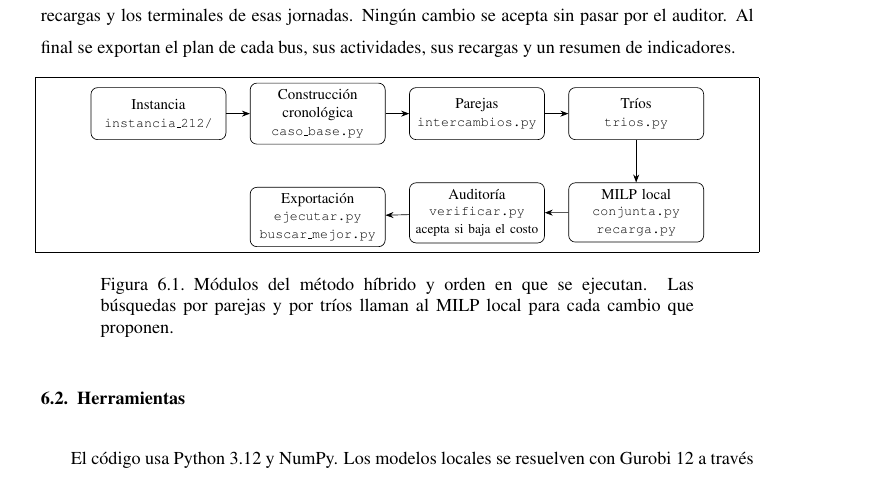 recargas y los terminales de esas jornadas. Ningún cambio se acepta sin pasar por el auditor. Al
final se exportan el plan de cada bus, sus actividades, sus recargas y un resumen de indicadores.
Instancia
instancia_212/
Construcción
cronológica
caso_base.py
Parejas
intercambios.py
Tríos
trios.py
MILP local
conjunta.py
recarga.py
Auditoría
verificar.py
acepta si baja el costo
Exportación
ejecutar.py
buscar_mejor.py
Figura 6.1. Módulos del método híbrido y orden en que se ejecutan. Las
búsquedas por parejas y por tríos llaman al MILP local para cada cambio que
proponen.
6.2. Herramientas
El código usa Python 3.12 y NumPy. Los modelos locales se resuelven con Gurobi 12 a través